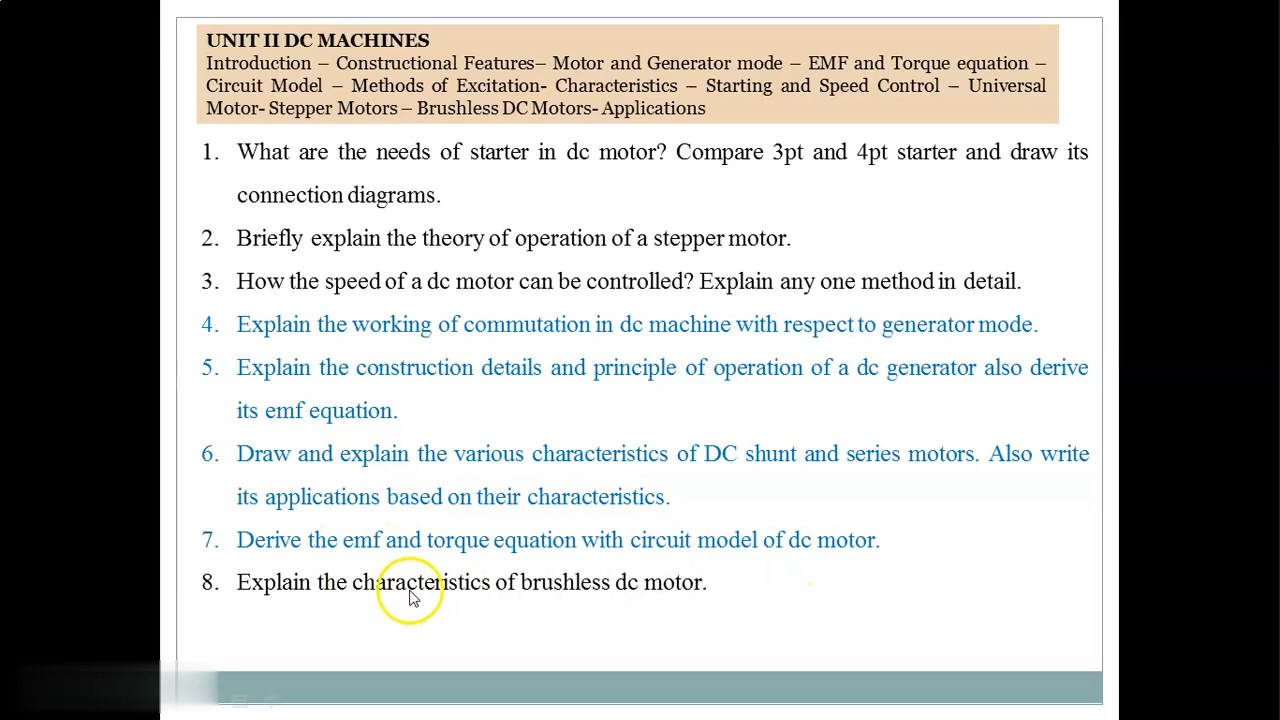 UNIT II DC MACHINES
Introduction – Constructional Features– Motor and Generator mode – EMF and Torque equation –
Circuit Model – Methods of Excitation- Characteristics – Starting and Speed Control – Universal
Motor- Stepper Motors – Brushless DC Motors- Applications
1. What are the needs of starter in dc motor? Compare 3pt and 4pt starter and draw its
connection diagrams.
2. Briefly explain the theory of operation of a stepper motor.
3. How the speed of a dc motor can be controlled? Explain any one method in detail.
4. Explain the working of commutation in dc machine with respect to generator mode.
5. Explain the construction details and principle of operation of a dc generator also derive
its emf equation.
6. Draw and explain the various characteristics of DC shunt and series motors. Also write
its applications based on their characteristics.
7. Derive the emf and torque equation with circuit model of dc motor.
8. Explain the characteristics of brushless dc motor.